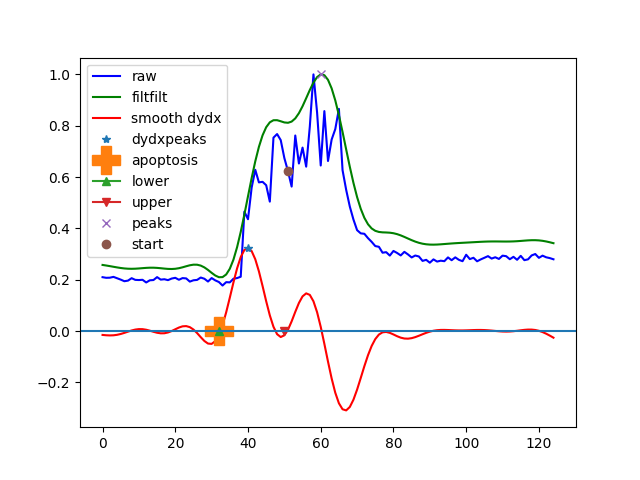 raw
filtfilt
smooth dydx
dydxpeaks
apoptosis
lower
upper
peaks
start
1.0
0.8
0.6
0.4
0.2
0.0
−0.2
0 20 40 60 80 100 120